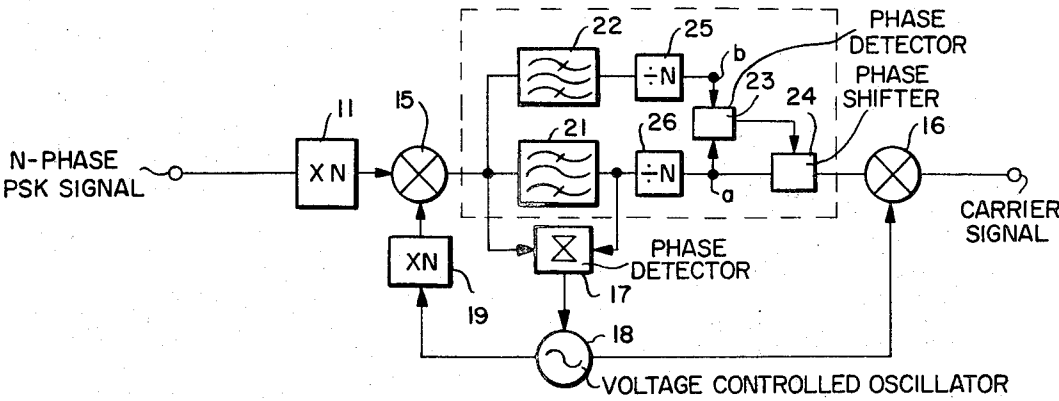 PHASE
DETECTOR
22
25
b
PHASE
SHIFTER
÷N
23
24
11
15
21
26
16
N-PHASE
PSK SIGNAL
XN
÷N
a
CARRIER
SIGNAL
XN
PHASE
DETECTOR
19
17
18
VOLTAGE CONTROLLED OSCILLATOR